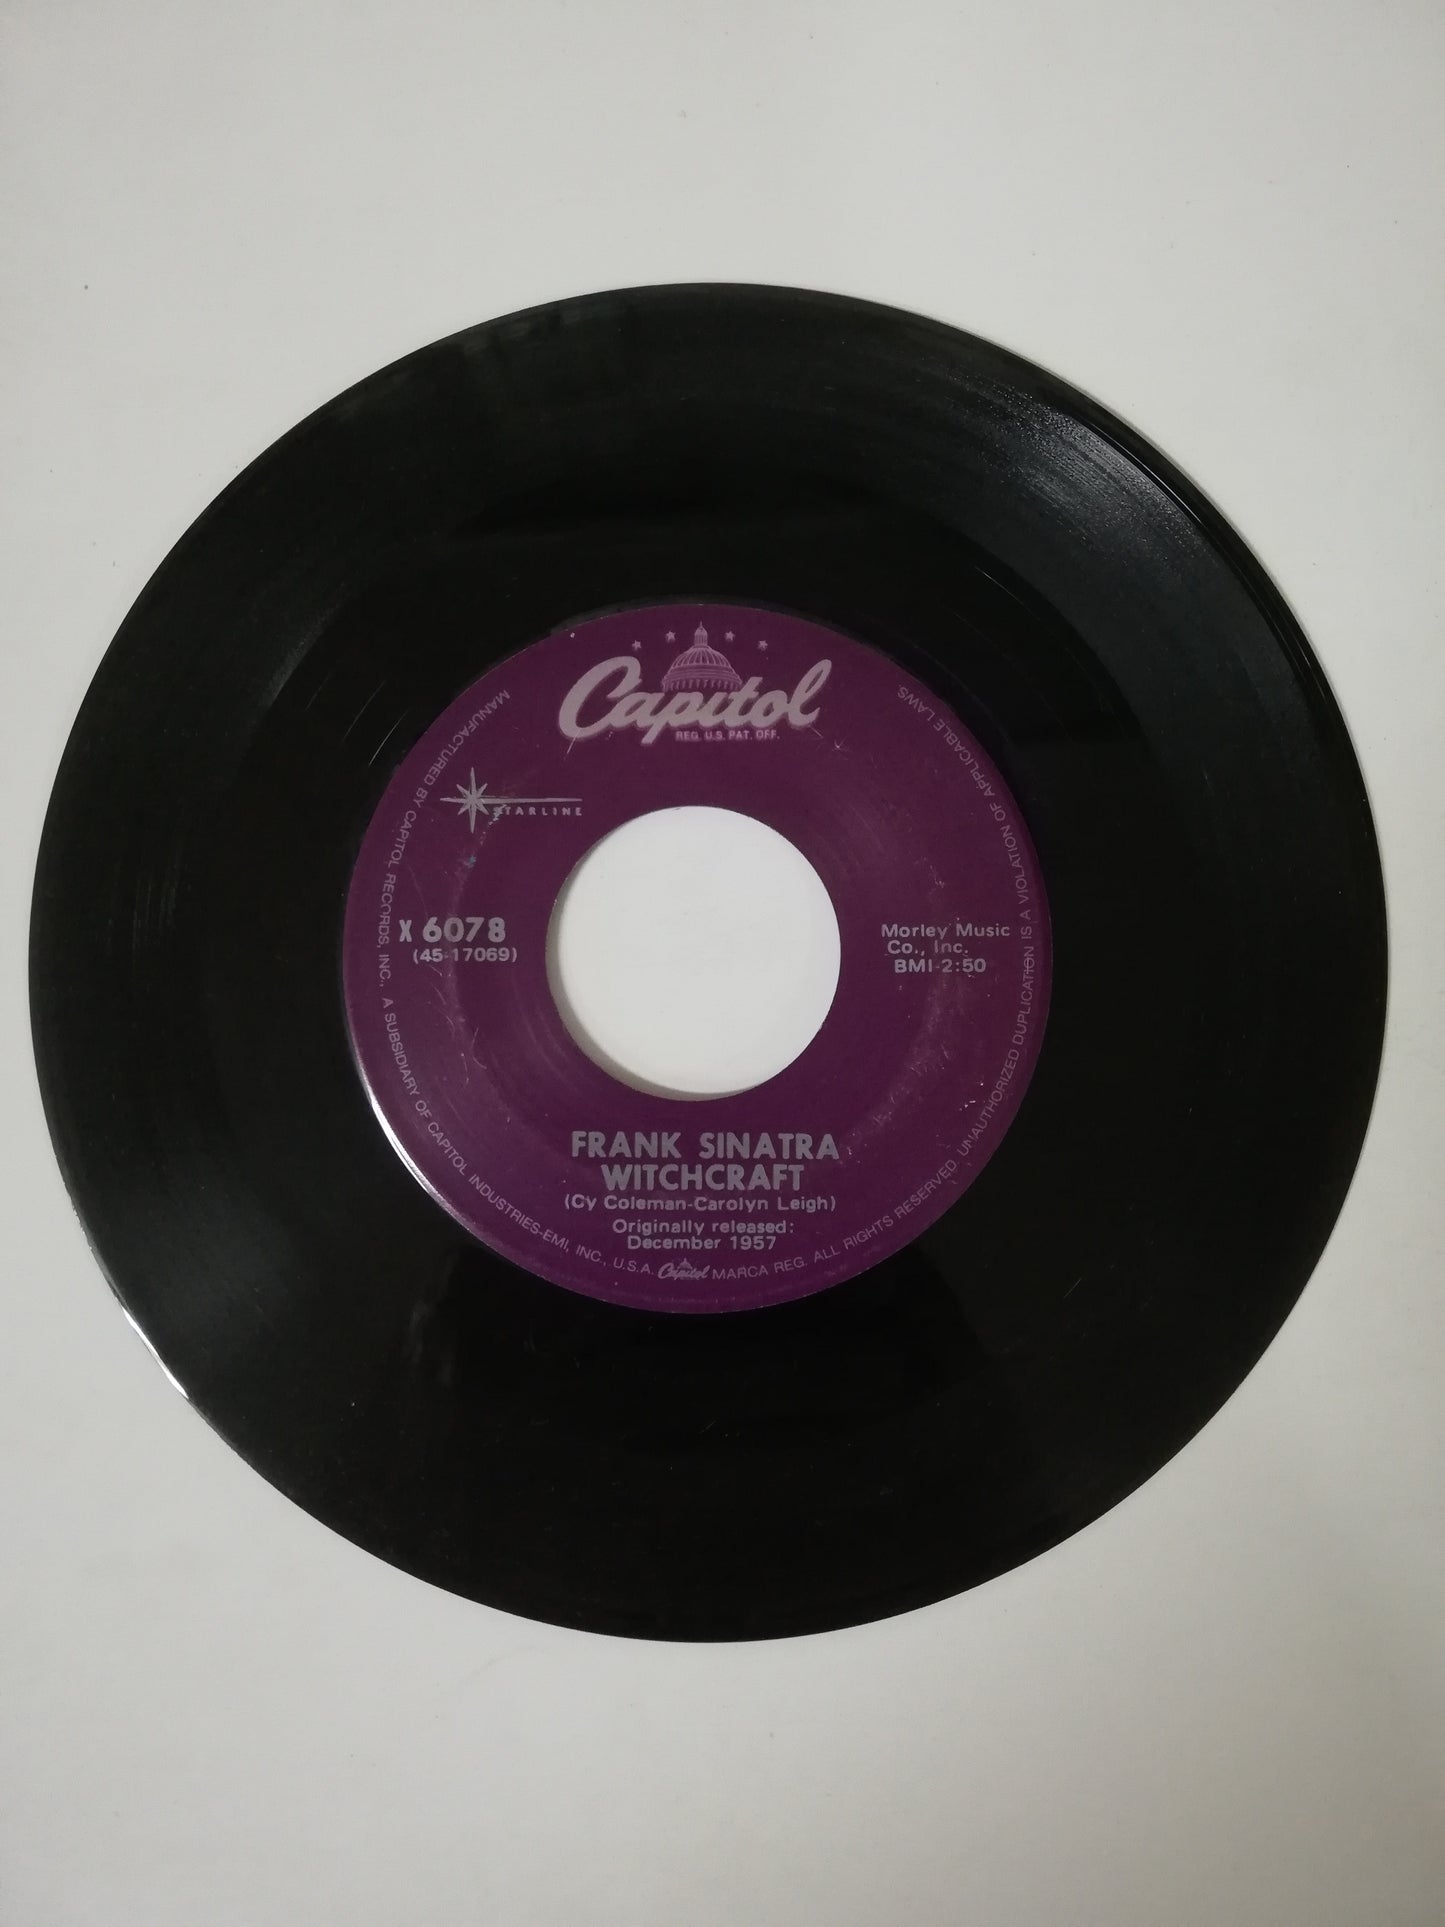 Capitol
REG. U.S. PAT. OFF.
STARLINE
X 6078
(45-17069)
Morley Music
Co., Inc.
BMI-2:50
FRANK SINATRA
WITCHCRAFT
(Cy Coleman-Carolyn Leigh)
Originally released:
December 1957
MANUFACTURED BY CAPITOL RECORDS, INC., A SUBSIDIARY OF CAPITOL INDUSTRIES-EMI, INC., U.S.A. Capitol MARCA REG. ALL RIGHTS RESERVED. UNAUTHORIZED DUPLICATION IS A VIOLATION OF APPLICABLE LAWS.